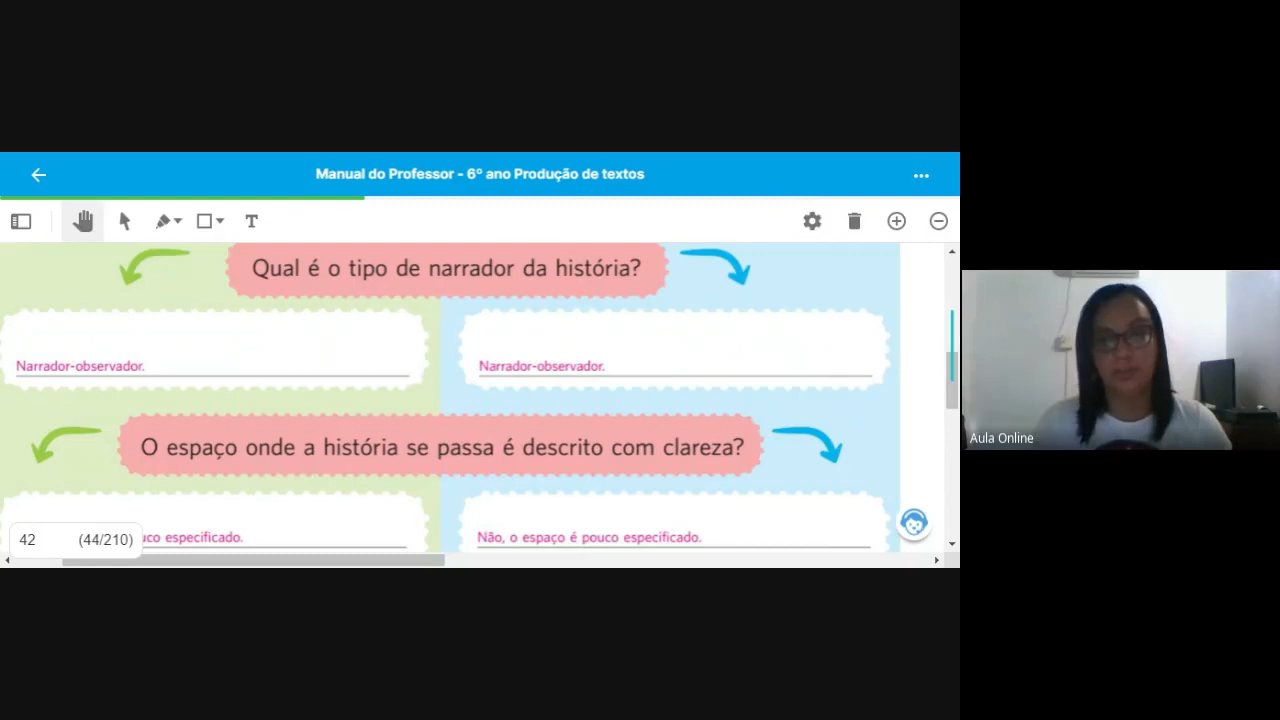 Manual do Professor - 6º ano Produção de textos
T
Qual é o tipo de narrador da história?
Narrador-observador.
Narrador-observador.
O espaço onde a história se passa é descrito com clareza?
42 (44/210)
especificado.
Não, o espaço é pouco especificado.
Aula Online